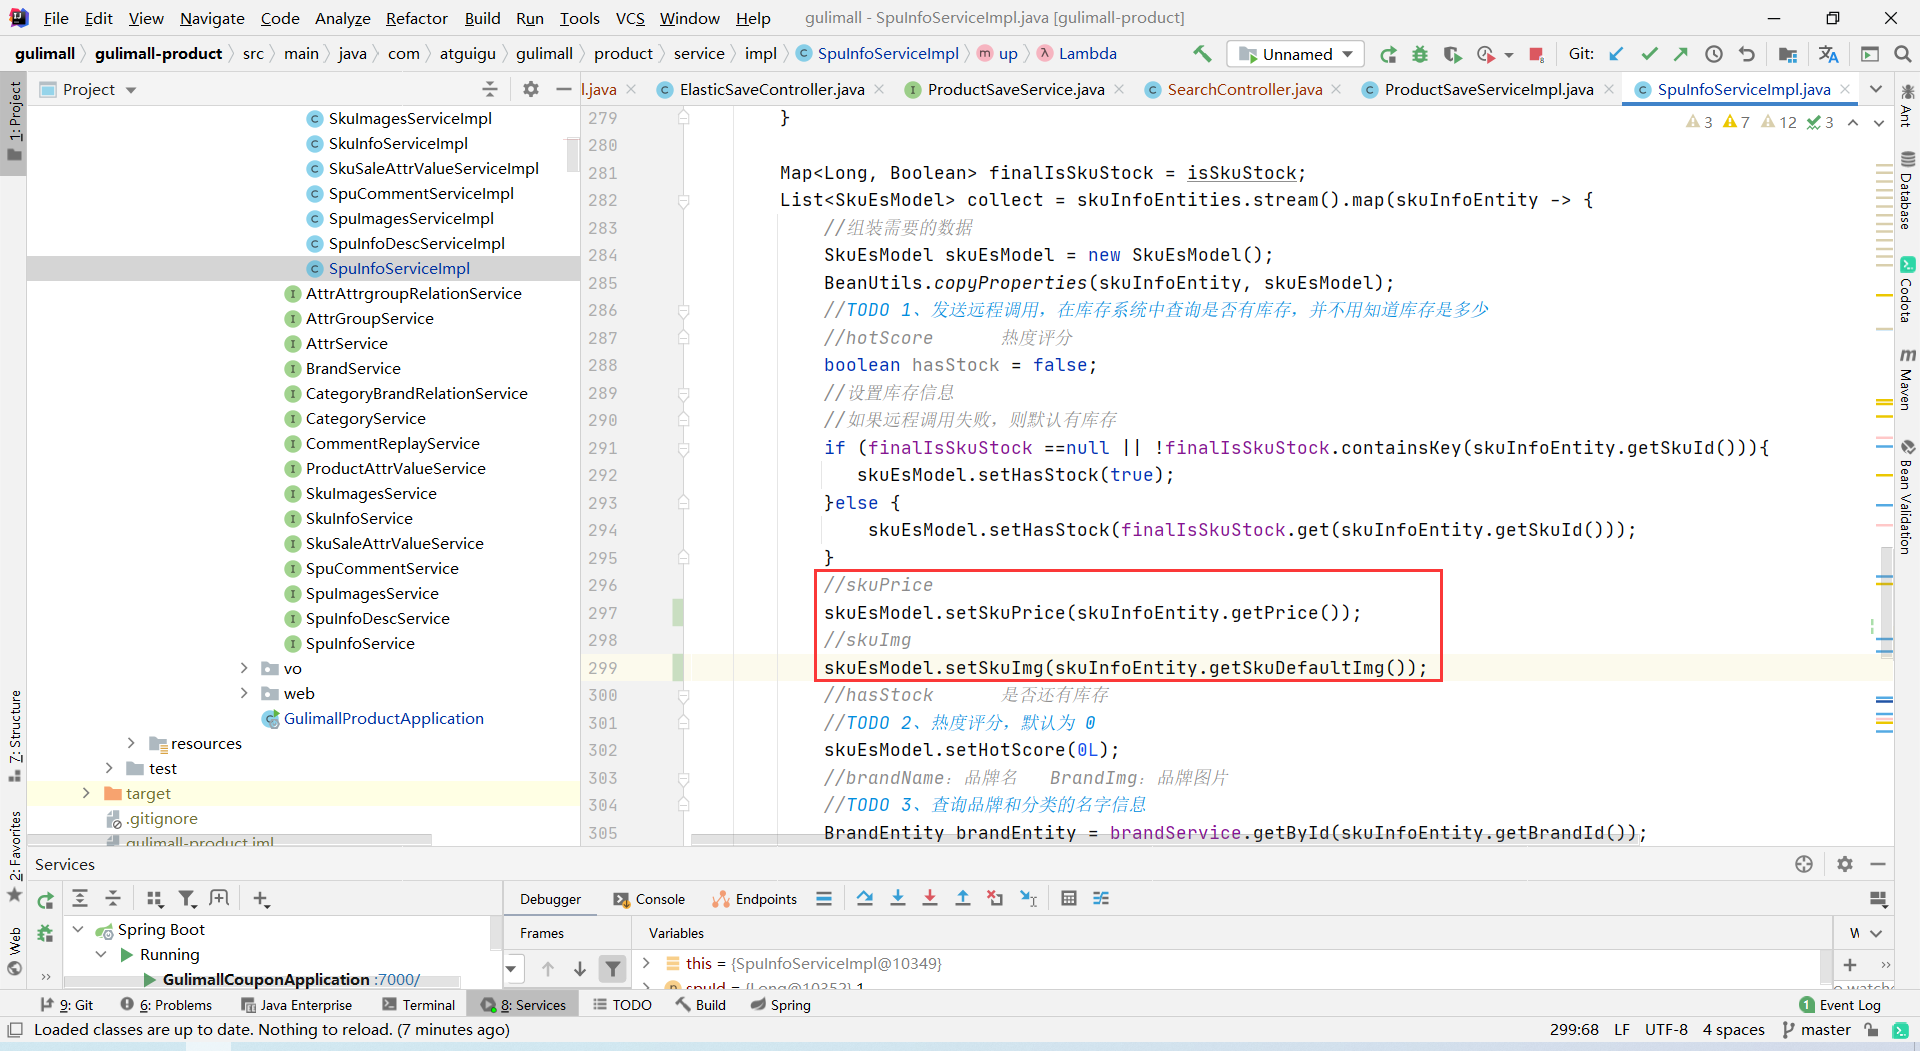 File Edit View Navigate Code Analyze Refactor Build Run Tools VCS Window Help gulimall - SpuInfoServiceImpl.java [gulimall-product]
gulimall gulimall-product src main java com atguigu gulimall product service impl SpuInfoServiceImpl up Lambda Unnamed Git:
1: Project
7: Structure
2: Favorites
Web
Project
SkuImagesServiceImpl
SkuInfoServiceImpl
SkuSaleAttrValueServiceImpl
SpuCommentServiceImpl
SpuImagesServiceImpl
SpuInfoDescServiceImpl
SpuInfoServiceImpl
AttrAttrgroupRelationService
AttrGroupService
AttrService
BrandService
CategoryBrandRelationService
CategoryService
CommentReplayService
ProductAttrValueService
SkuImagesService
SkuInfoService
SkuSaleAttrValueService
SpuCommentService
SpuImagesService
SpuInfoDescService
SpuInfoService
vo
web
GulimallProductApplication
resources
test
target
.gitignore
gulimall-product.iml
l.java ElasticSaveController.java ProductSaveService.java SearchController.java ProductSaveServiceImpl.java SpuInfoServiceImpl.java
3 7 12 3
279 }
280
281 Map<Long, Boolean> finalIsSkuStock = isSkuStock;
282 List<SkuEsModel> collect = skuInfoEntities.stream().map(skuInfoEntity -> {
283 //组装需要的数据
284 SkuEsModel skuEsModel = new SkuEsModel();
285 BeanUtils.copyProperties(skuInfoEntity, skuEsModel);
286 //TODO 1、发送远程调用，在库存系统中查询是否有库存，并不用知道库存是多少
287 //hotScore 热度评分
288 boolean hasStock = false;
289 //设置库存信息
290 //如果远程调用失败，则默认有库存
291 if (finalIsSkuStock ==null || !finalIsSkuStock.containsKey(skuInfoEntity.getSkuId())){
292 skuEsModel.setHasStock(true);
293 }else {
294 skuEsModel.setHasStock(finalIsSkuStock.get(skuInfoEntity.getSkuId()));
295 }
296 //skuPrice
297 skuEsModel.setSkuPrice(skuInfoEntity.getPrice());
298 //skuImg
299 skuEsModel.setSkuImg(skuInfoEntity.getSkuDefaultImg());
300 //hasStock 是否还有库存
301 //TODO 2、热度评分，默认为 0
302 skuEsModel.setHotScore(0L);
303 //brandName：品牌名 BrandImg：品牌图片
304 //TODO 3、查询品牌和分类的名字信息
305 BrandEntity brandEntity = brandService.getById(skuInfoEntity.getBrandId());
Ant
Database
Codota
Maven
Bean Validation
Services
Debugger Console Endpoints
Spring Boot
Running
GulimallCouponApplication :7000/
Frames Variables W
this = {SpuInfoServiceImpl@10349}
spuId = {Long@10352} 1
9: Git 6: Problems Java Enterprise Terminal 8: Services TODO Build Spring 1 Event Log
Loaded classes are up to date. Nothing to reload. (7 minutes ago) 299:68 LF UTF-8 4 spaces master